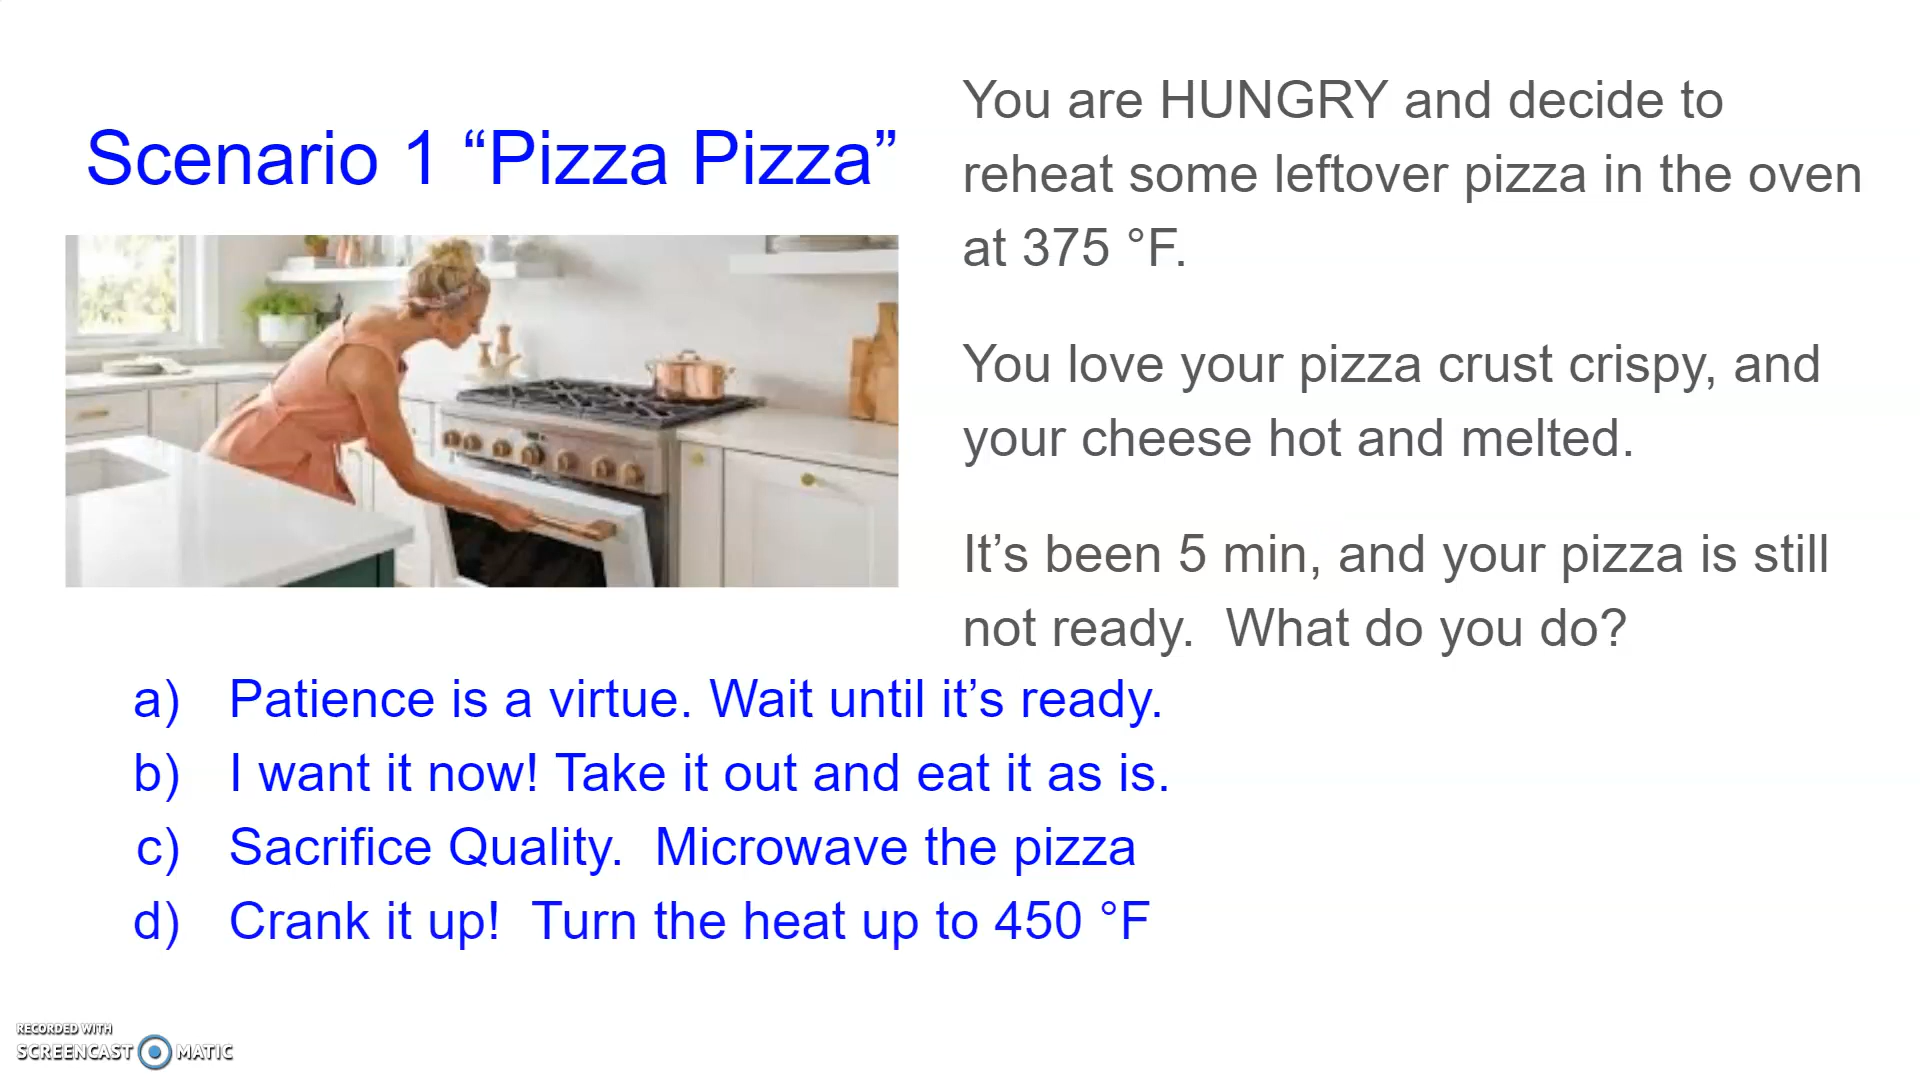 Scenario 1 “Pizza Pizza”
You are HUNGRY and decide to
reheat some leftover pizza in the oven
at 375 °F.
You love your pizza crust crispy, and
your cheese hot and melted.
It’s been 5 min, and your pizza is still
not ready.  What do you do?
a) Patience is a virtue. Wait until it’s ready.
b) I want it now! Take it out and eat it as is.
c) Sacrifice Quality.  Microwave the pizza
d) Crank it up!  Turn the heat up to 450 °F
RECORDED WITH
SCREENCAST MATIC